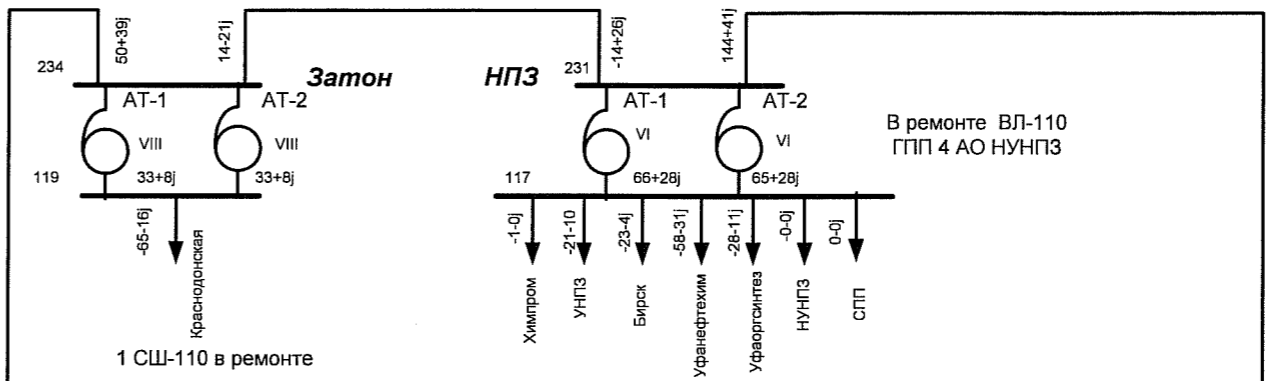 50+39j
14-21j
-14+26j
144+41j
234
Затон
НПЗ
231
АТ-1
АТ-2
АТ-1
АТ-2
VIII
VIII
VI
VI
В ремонте ВЛ-110
ГПП 4 АО НУНПЗ
119
33+8j
33+8j
117
66+28j
65+28j
-65-16j
-1-0j
-21-10
-23-4j
-58-31j
-28-11j
-0-0j
0-0j
Краснодонская
Химпром
УНПЗ
Бирск
Уфанефтехим
Уфаоргсинтез
НУНПЗ
СПП
1 СШ-110 в ремонте